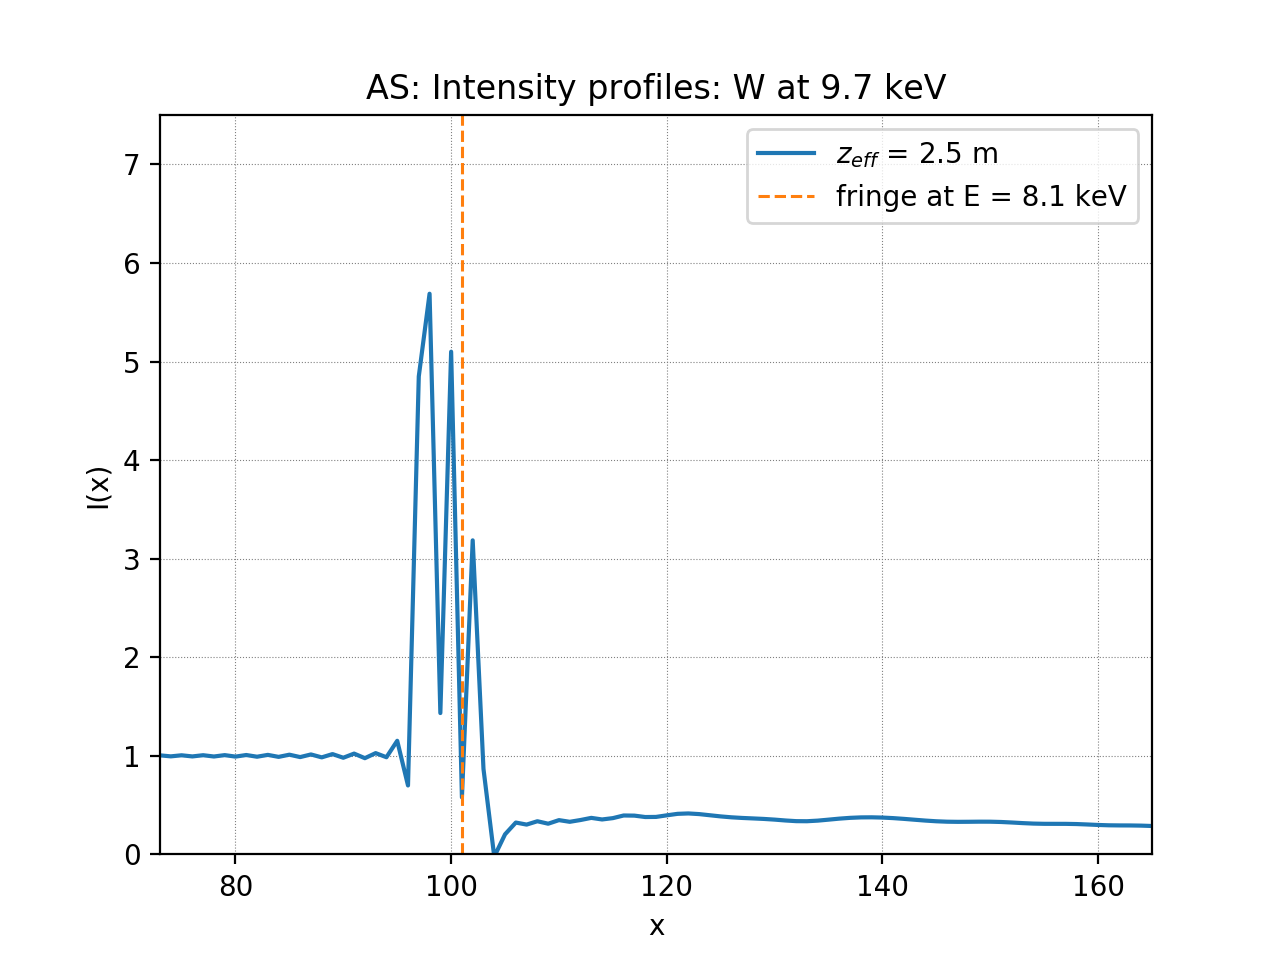 AS: Intensity profiles: W at 9.7 keV
z_eff = 2.5 m
fringe at E = 8.1 keV
I(x)
7
6
5
4
3
2
1
0
80 100 120 140 160
x